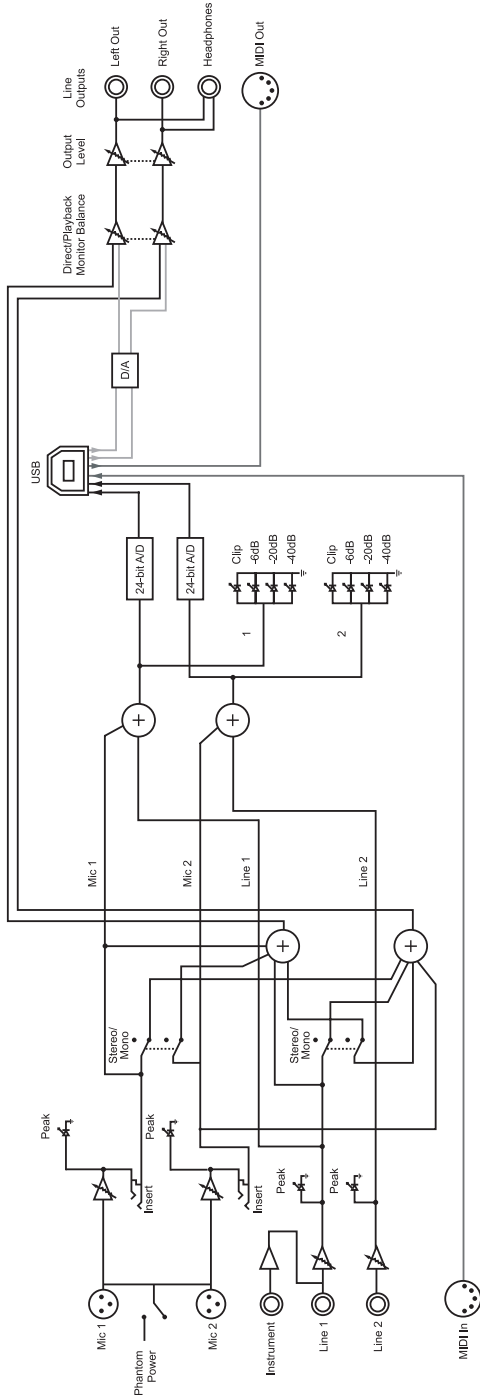 Phantom
Power
Mic 1
Mic 2
Instrument
Line 1
Line 2
MIDI In
Peak
Insert
Peak
Insert
Peak
Peak
Stereo/
Mono
Stereo/
Mono
Mic 1
Mic 2
Line 1
Line 2
+
+
+
+
24-bit A/D
24-bit A/D
1
Clip
-6dB
-20dB
-40dB
2
Clip
-6dB
-20dB
-40dB
USB
D/A
Direct/Playback
Monitor Balance
Output
Level
Line
Outputs
Left Out
Right Out
Headphones
MIDI Out